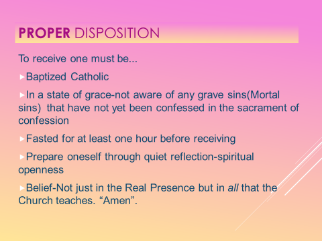 PROPER DISPOSITION
To receive one must be...
Baptized Catholic
In a state of grace-not aware of any grave sins(Mortal
sins) that have not yet been confessed in the sacrament of
confession
Fasted for at least one hour before receiving
Prepare oneself through quiet reflection-spiritual
openness
Belief-Not just in the Real Presence but in all that the
Church teaches. “Amen”.